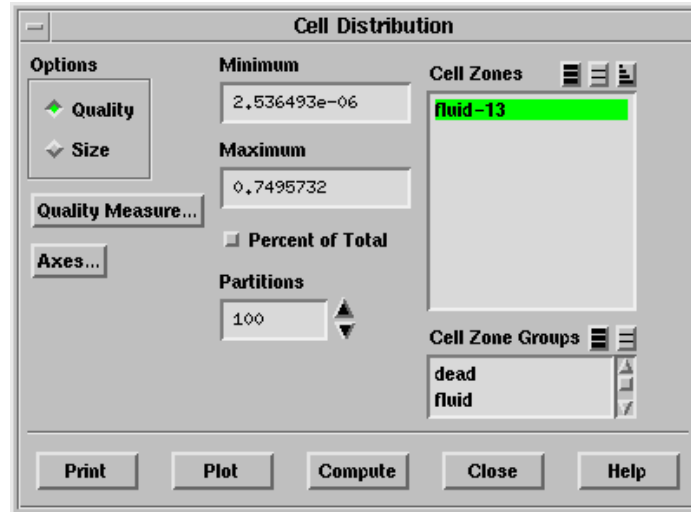 Cell Distribution
Options
Quality
Size
Quality Measure...
Axes...
Minimum
2.536493e-06
Maximum
0.7495732
Percent of Total
Partitions
100
Cell Zones
fluid-13
Cell Zone Groups
dead
fluid
Print
Plot
Compute
Close
Help